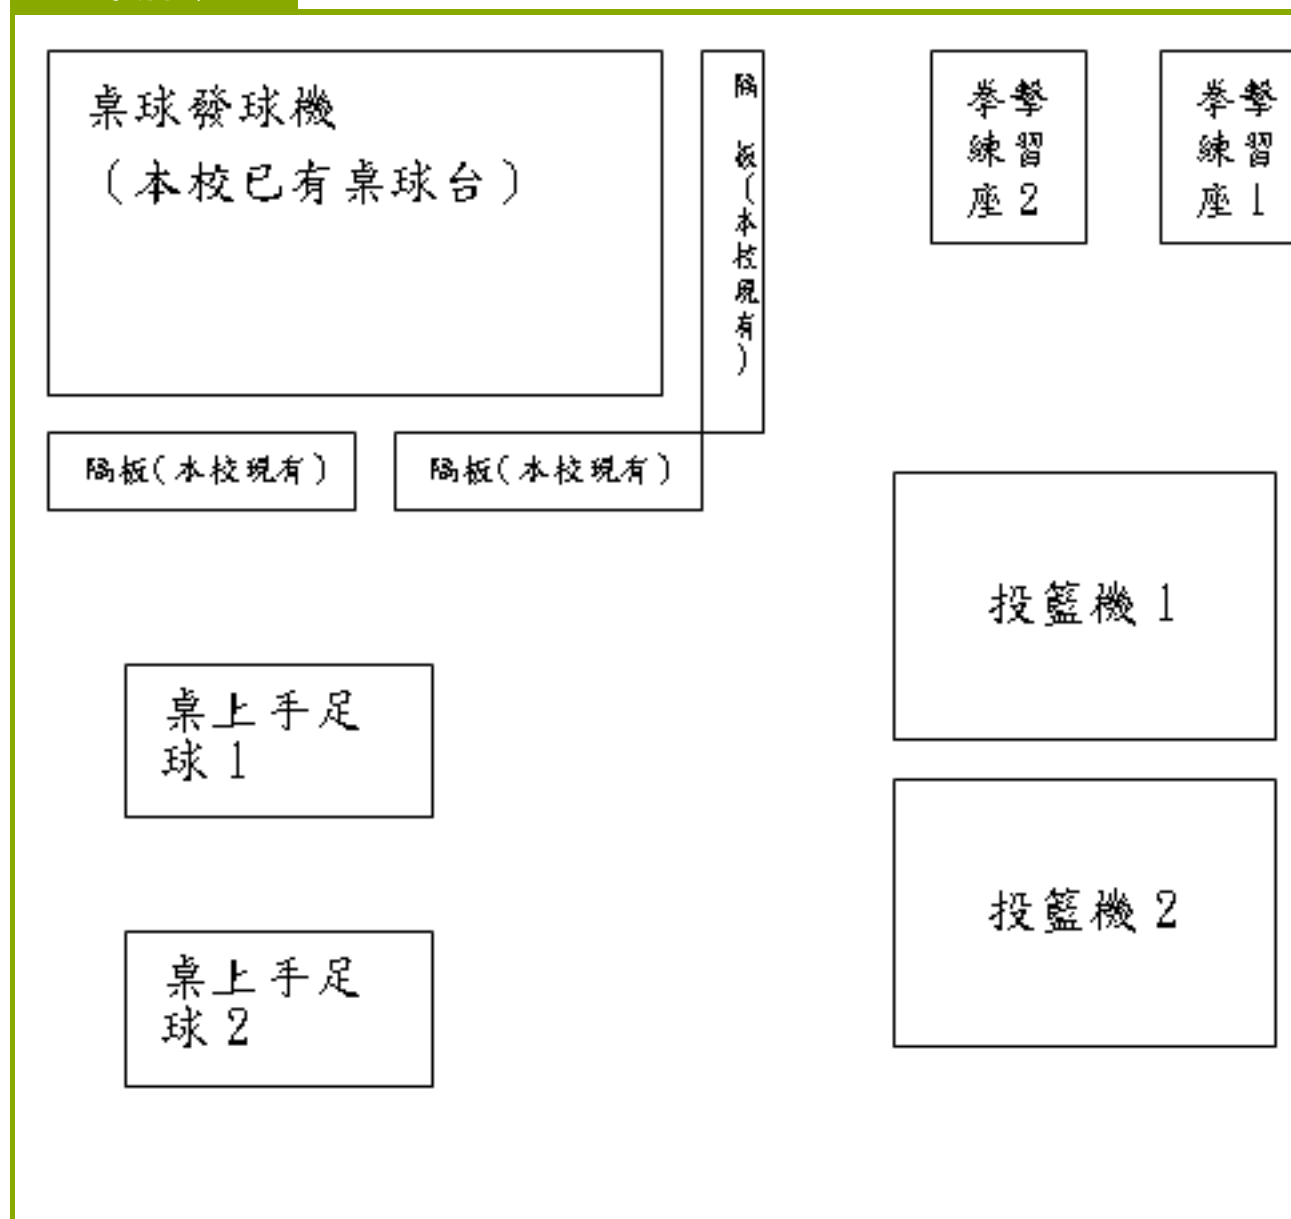 桌球發球機
（本校已有桌球台）
隔 板(本校現有)
拳擊
練習
座2
拳擊
練習
座1
隔板(本校現有)
隔板(本校現有)
投籃機1
桌上手足
球1
投籃機2
桌上手足
球2